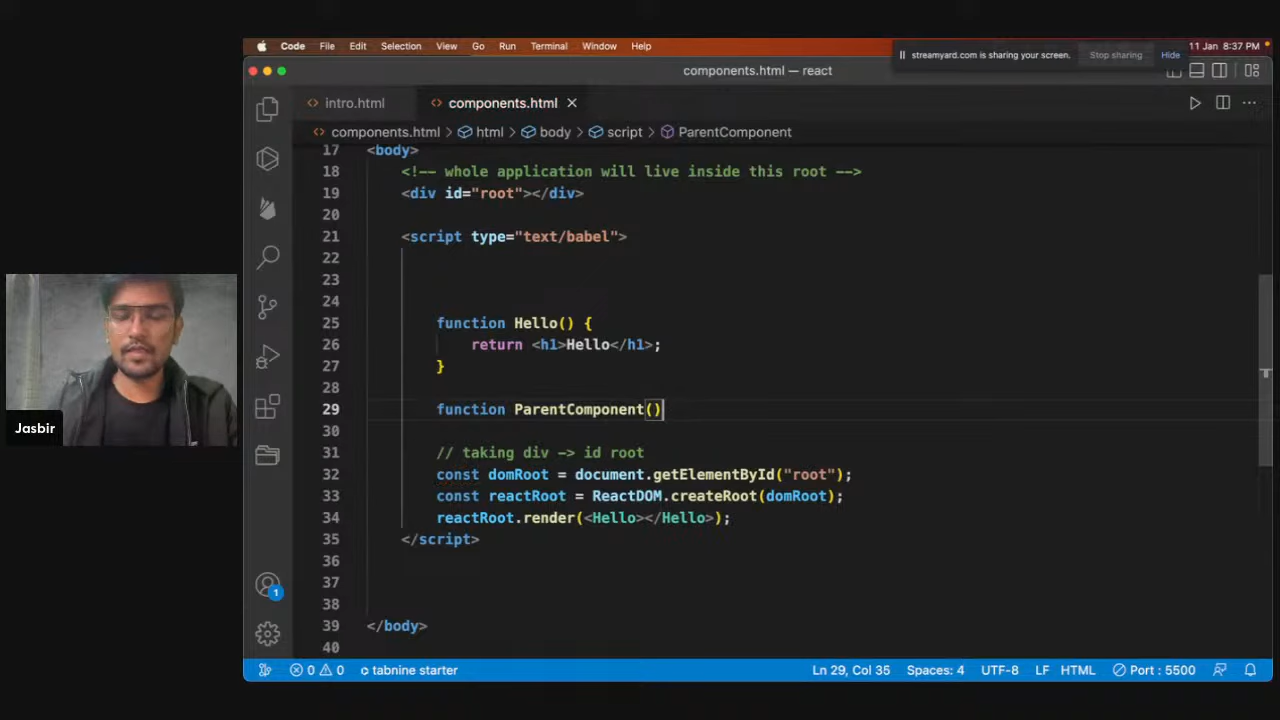 Code File Edit Selection View Go Run Terminal Window Help
streamyard.com is sharing your screen. Stop sharing Hide
11 Jan 8:37 PM
components.html — react
intro.html
components.html
components.html > html > body > script > ParentComponent
17 <body>
18 <!-- whole application will live inside this root -->
19 <div id="root"></div>
20
21 <script type="text/babel">
22
23
24
25 function Hello() {
26 return <h1>Hello</h1>;
27 }
28
29 function ParentComponent()
30
31 // taking div -> id root
32 const domRoot = document.getElementById("root");
33 const reactRoot = ReactDOM.createRoot(domRoot);
34 reactRoot.render(<Hello></Hello>);
35 </script>
36
37
38
39 </body>
40
Jasbir
1
0 0 tabnine starter Ln 29, Col 35 Spaces: 4 UTF-8 LF HTML Port : 5500